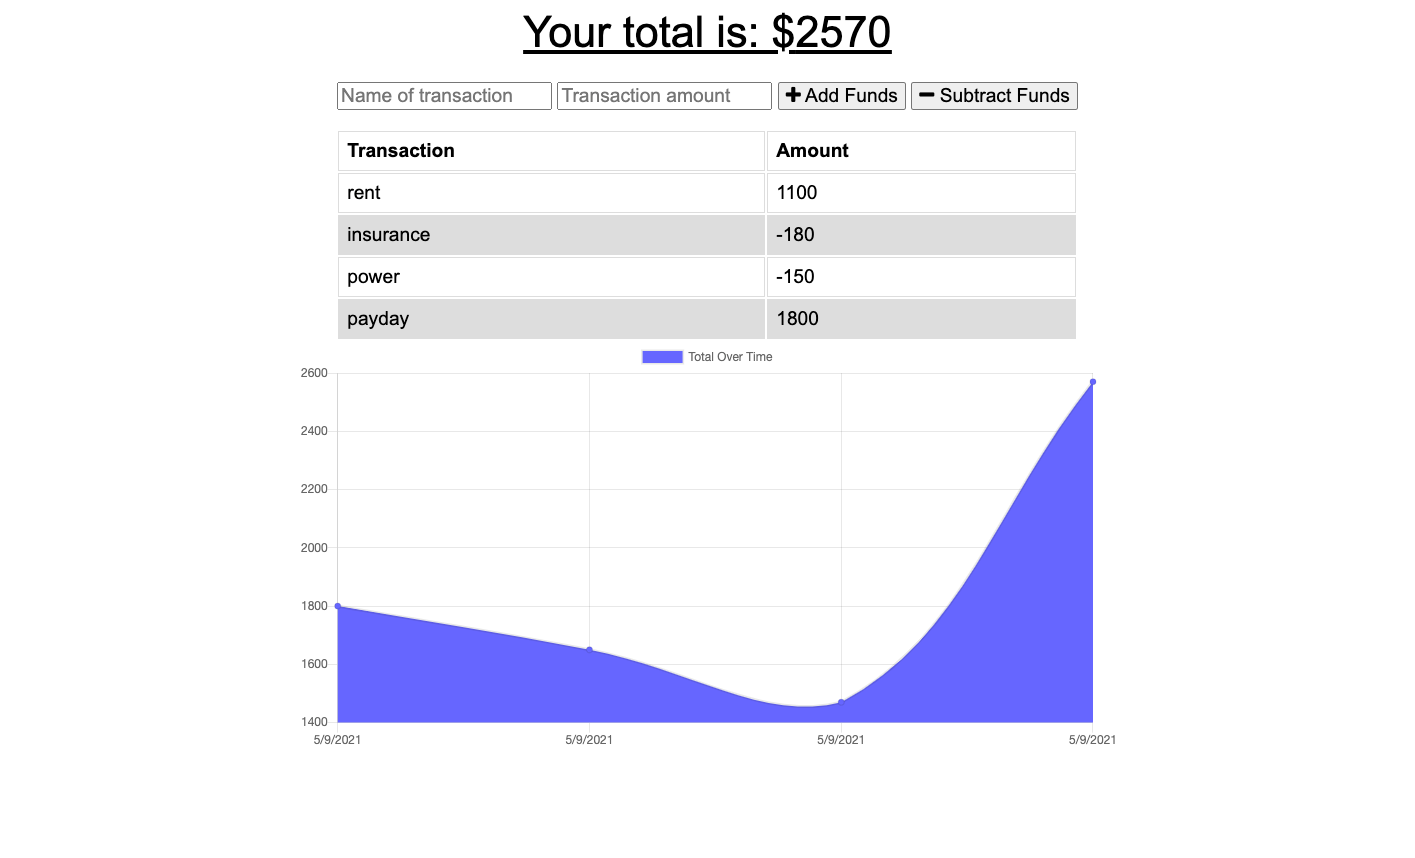 Your total is: $2570
Name of transaction Transaction amount Add Funds Subtract Funds
Transaction Amount
rent 1100
insurance -180
power -150
payday 1800
Total Over Time
2600
2400
2200
2000
1800
1600
1400
5/9/2021 5/9/2021 5/9/2021 5/9/2021